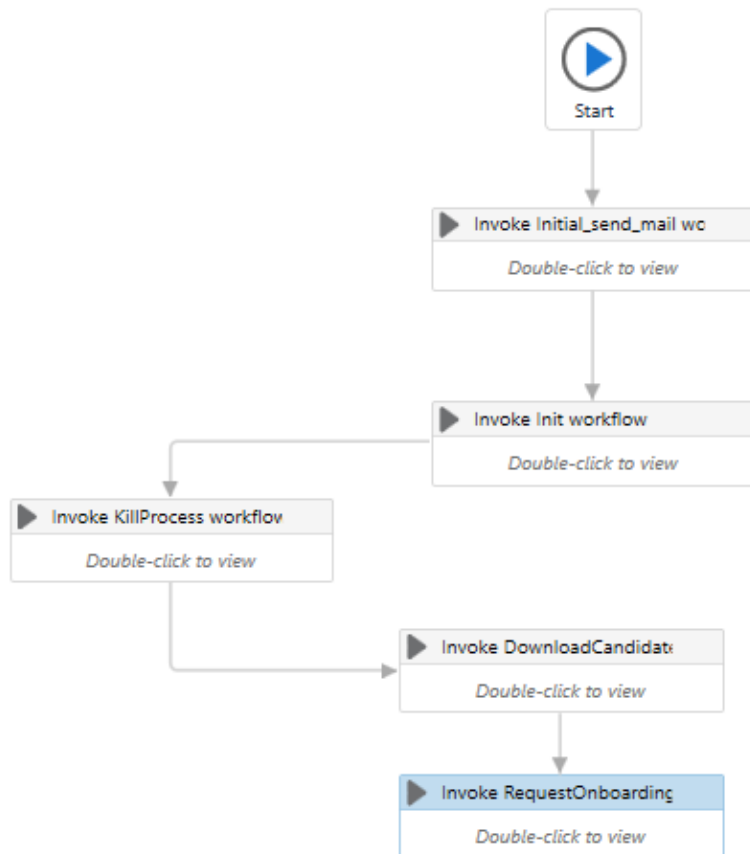 Start
Invoke Initial_send_mail wo
Double-click to view
Invoke Init workflow
Double-click to view
Invoke KillProcess workflow
Double-click to view
Invoke DownloadCandidate
Double-click to view
Invoke RequestOnboarding
Double-click to view